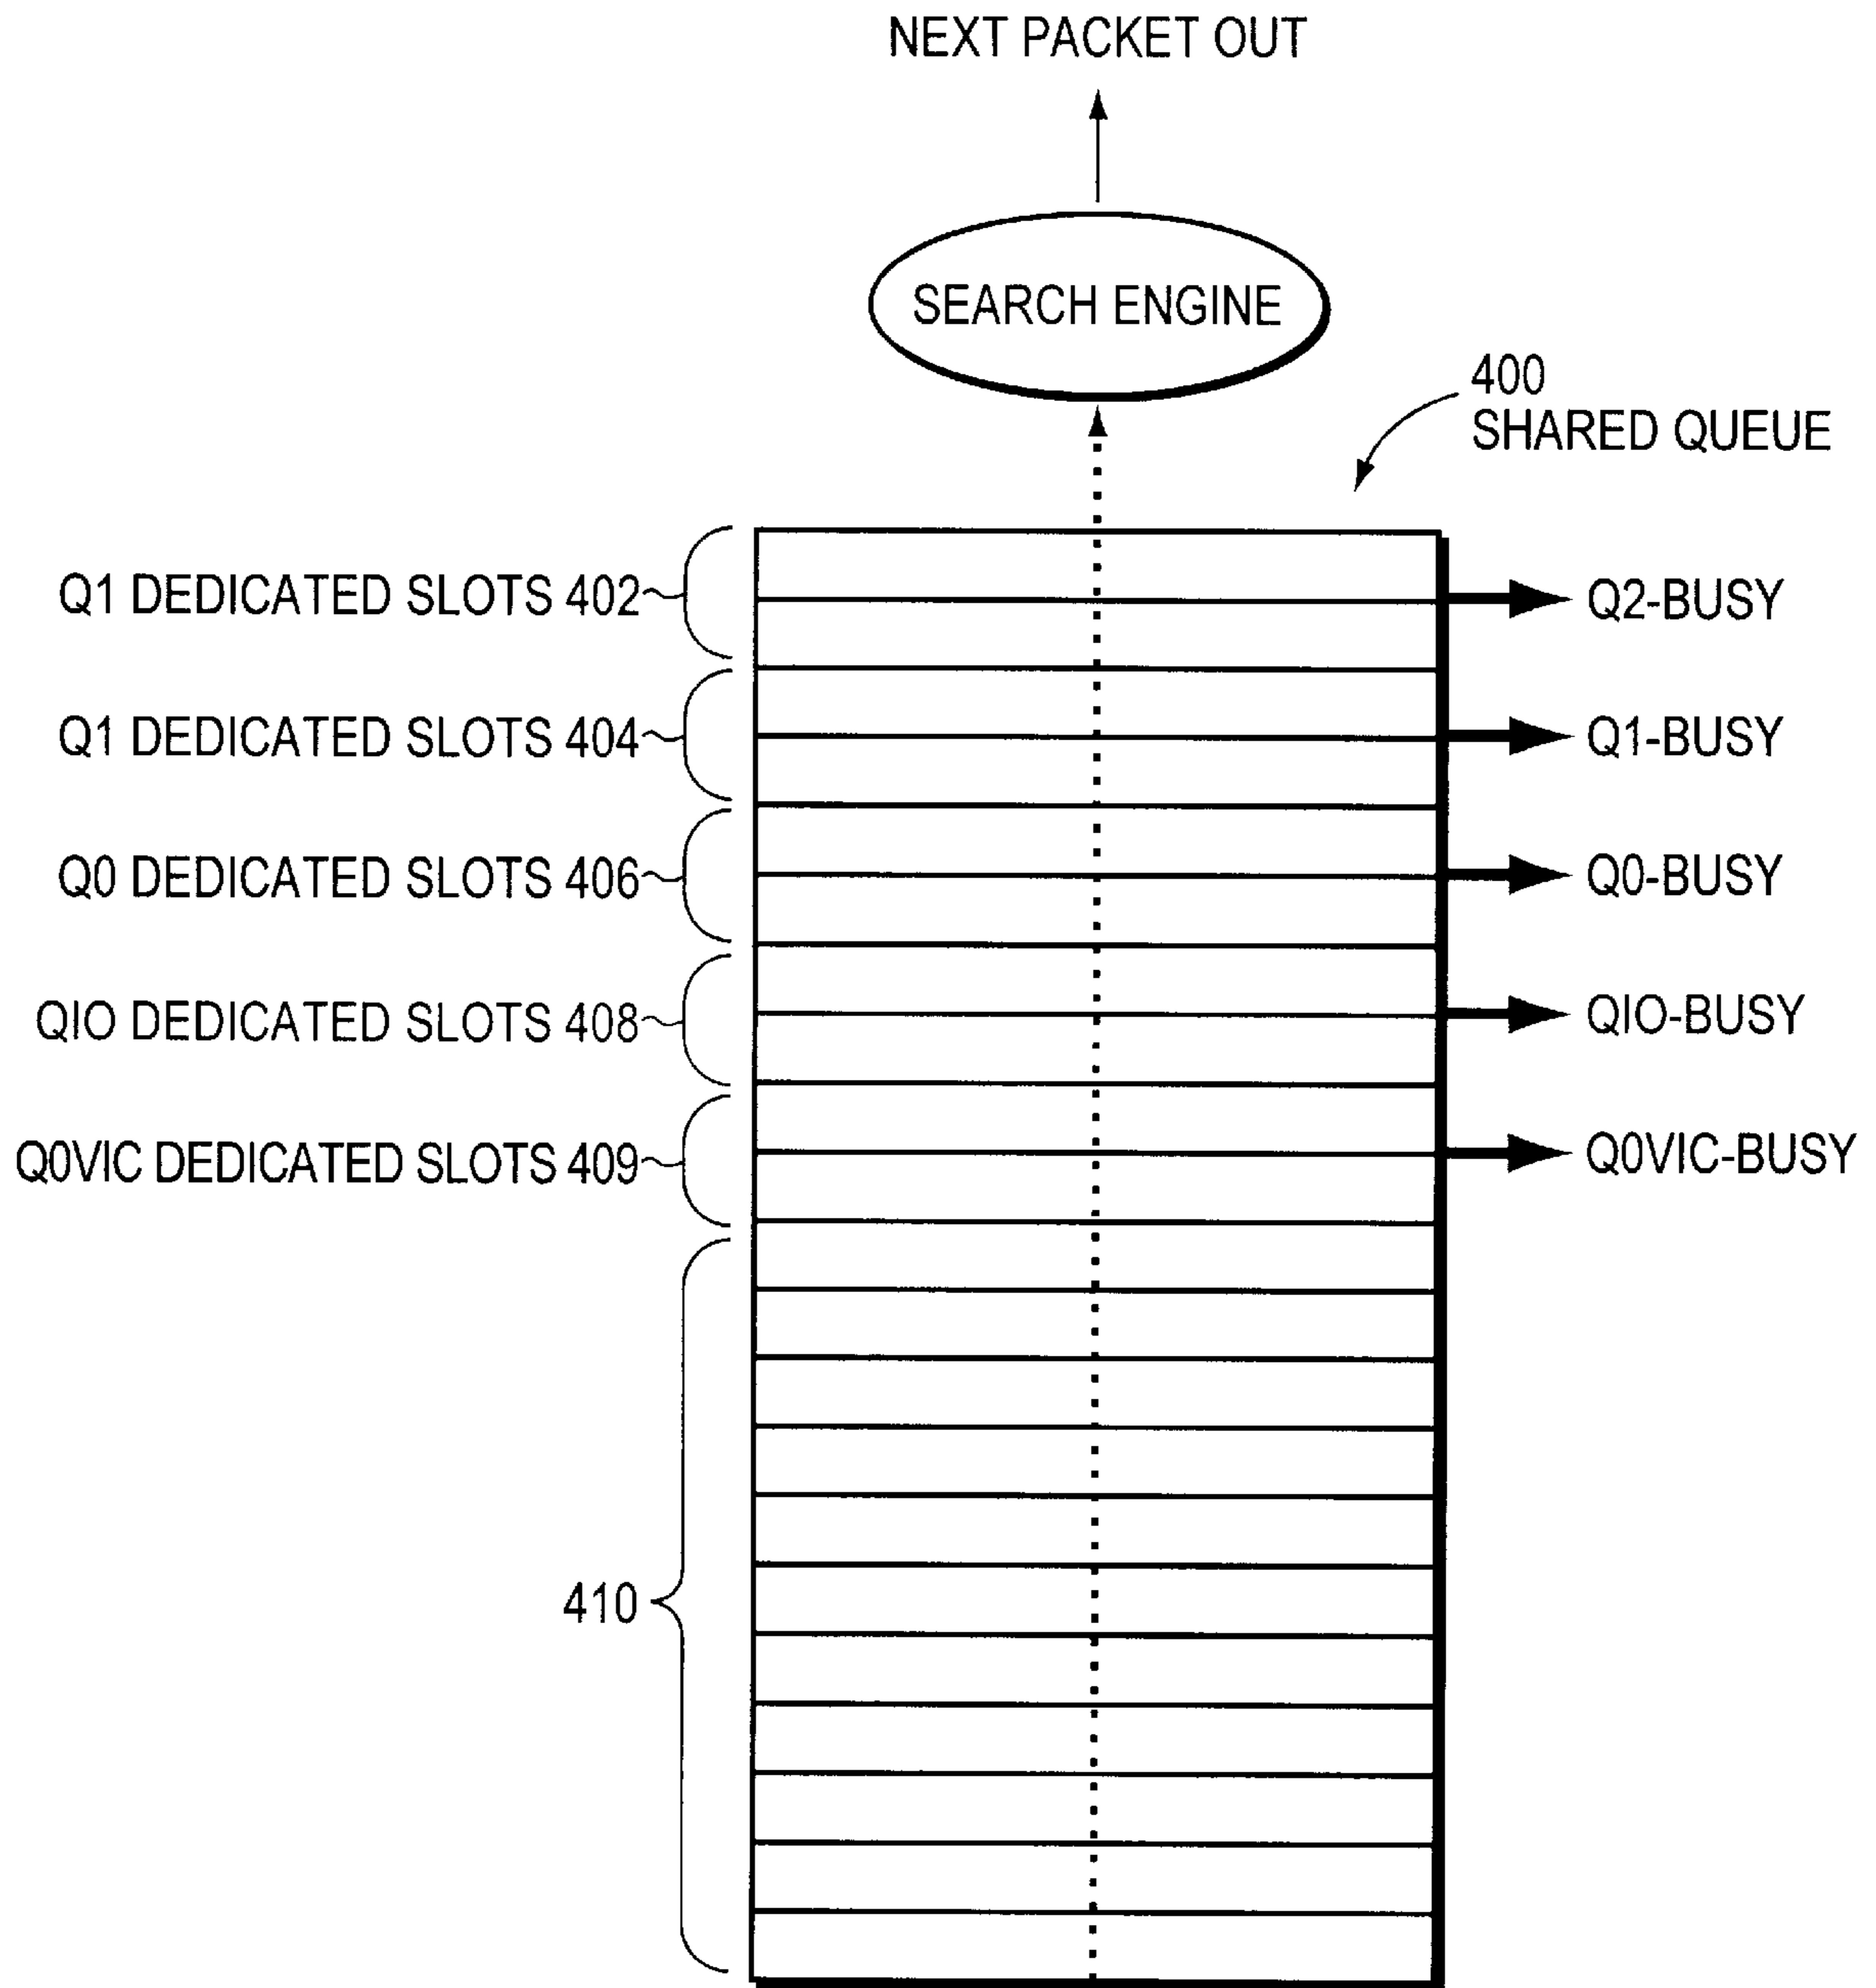 NEXT PACKET OUT
SEARCH ENGINE
400
SHARED QUEUE
Q1 DEDICATED SLOTS 402
Q2-BUSY
Q1 DEDICATED SLOTS 404
Q1-BUSY
Q0 DEDICATED SLOTS 406
Q0-BUSY
QIO DEDICATED SLOTS 408
QIO-BUSY
Q0VIC DEDICATED SLOTS 409
Q0VIC-BUSY
410